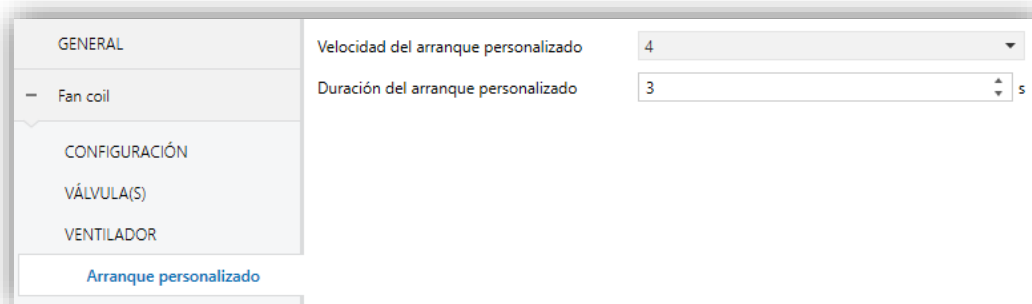 GENERAL
Fan coil
CONFIGURACIÓN
VÁLVULA(S)
VENTILADOR
Arranque personalizado
Velocidad del arranque personalizado 4
Duración del arranque personalizado 3 s